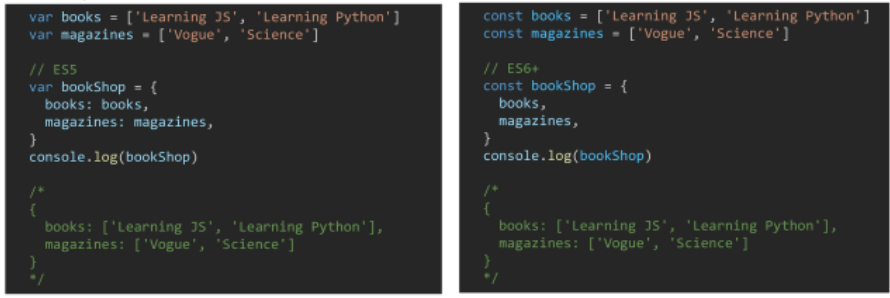 var books = ['Learning JS', 'Learning Python']
var magazines = ['Vogue', 'Science']
// ES5
var bookShop = {
  books: books,
  magazines: magazines,
}
console.log(bookShop)
/*
{
  books: ['Learning JS', 'Learning Python'],
  magazines: ['Vogue', 'Science']
}
*/
const books = ['Learning JS', 'Learning Python']
const magazines = ['Vogue', 'Science']
// ES6+
const bookShop = {
  books,
  magazines,
}
console.log(bookShop)
/*
{
  books: ['Learning JS', 'Learning Python'],
  magazines: ['Vogue', 'Science']
}
*/